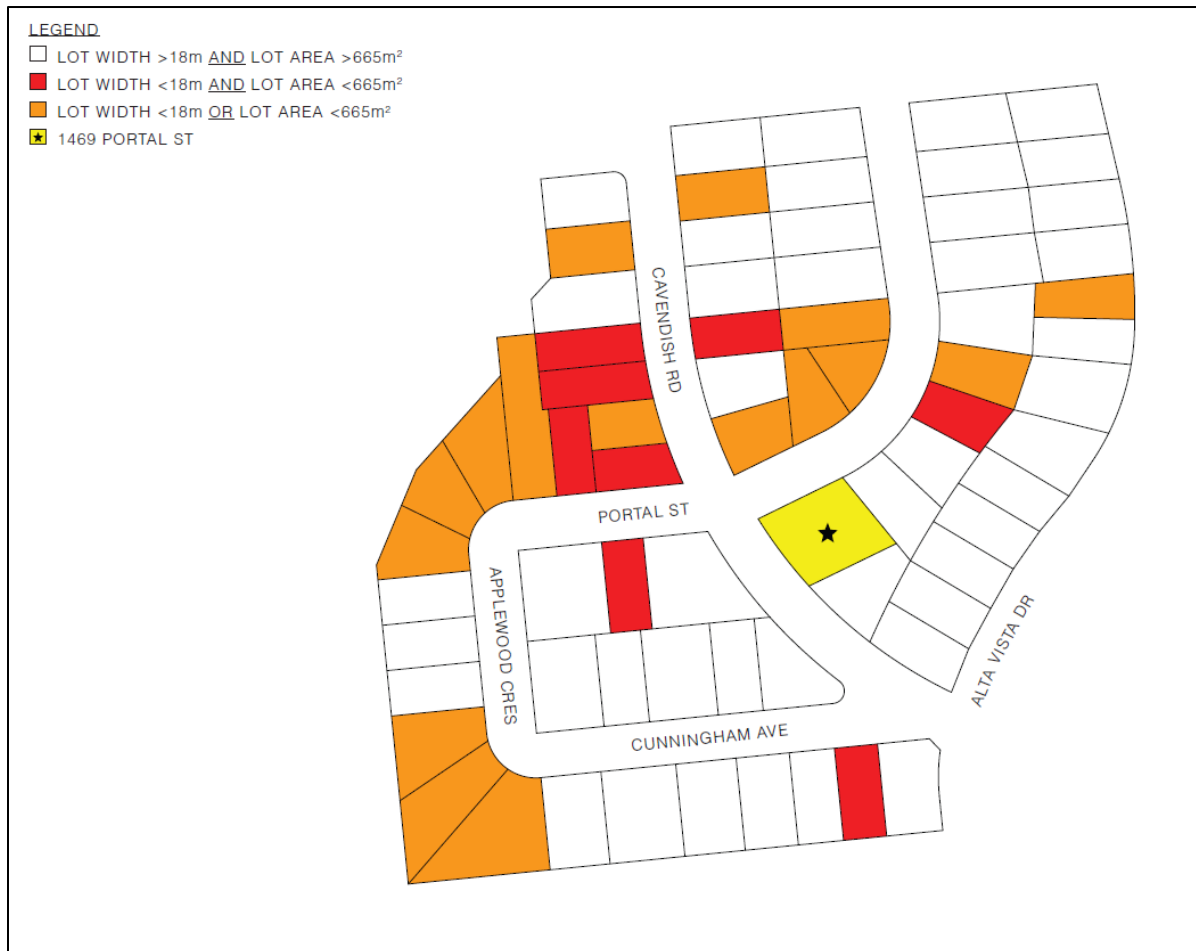 LEGEND
LOT WIDTH >18m AND LOT AREA >665m²
LOT WIDTH <18m AND LOT AREA <665m²
LOT WIDTH <18m OR LOT AREA <665m²
1469 PORTAL ST
CAVENDISH RD
PORTAL ST
APPLEWOOD CRES
ALTA VISTA DR
CUNNINGHAM AVE